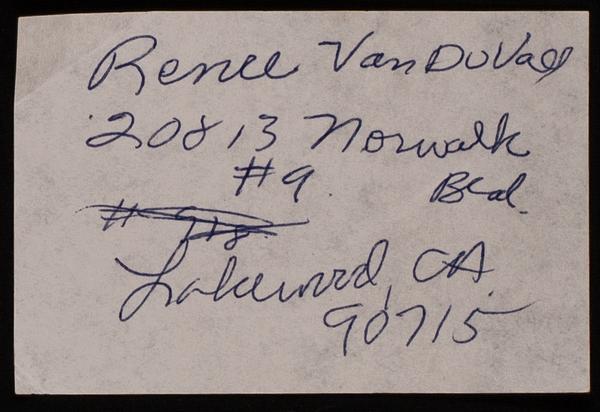 Renee VanDuVall
20813 Norwalk
#9 Blvd.
Lakewood, CA
90715